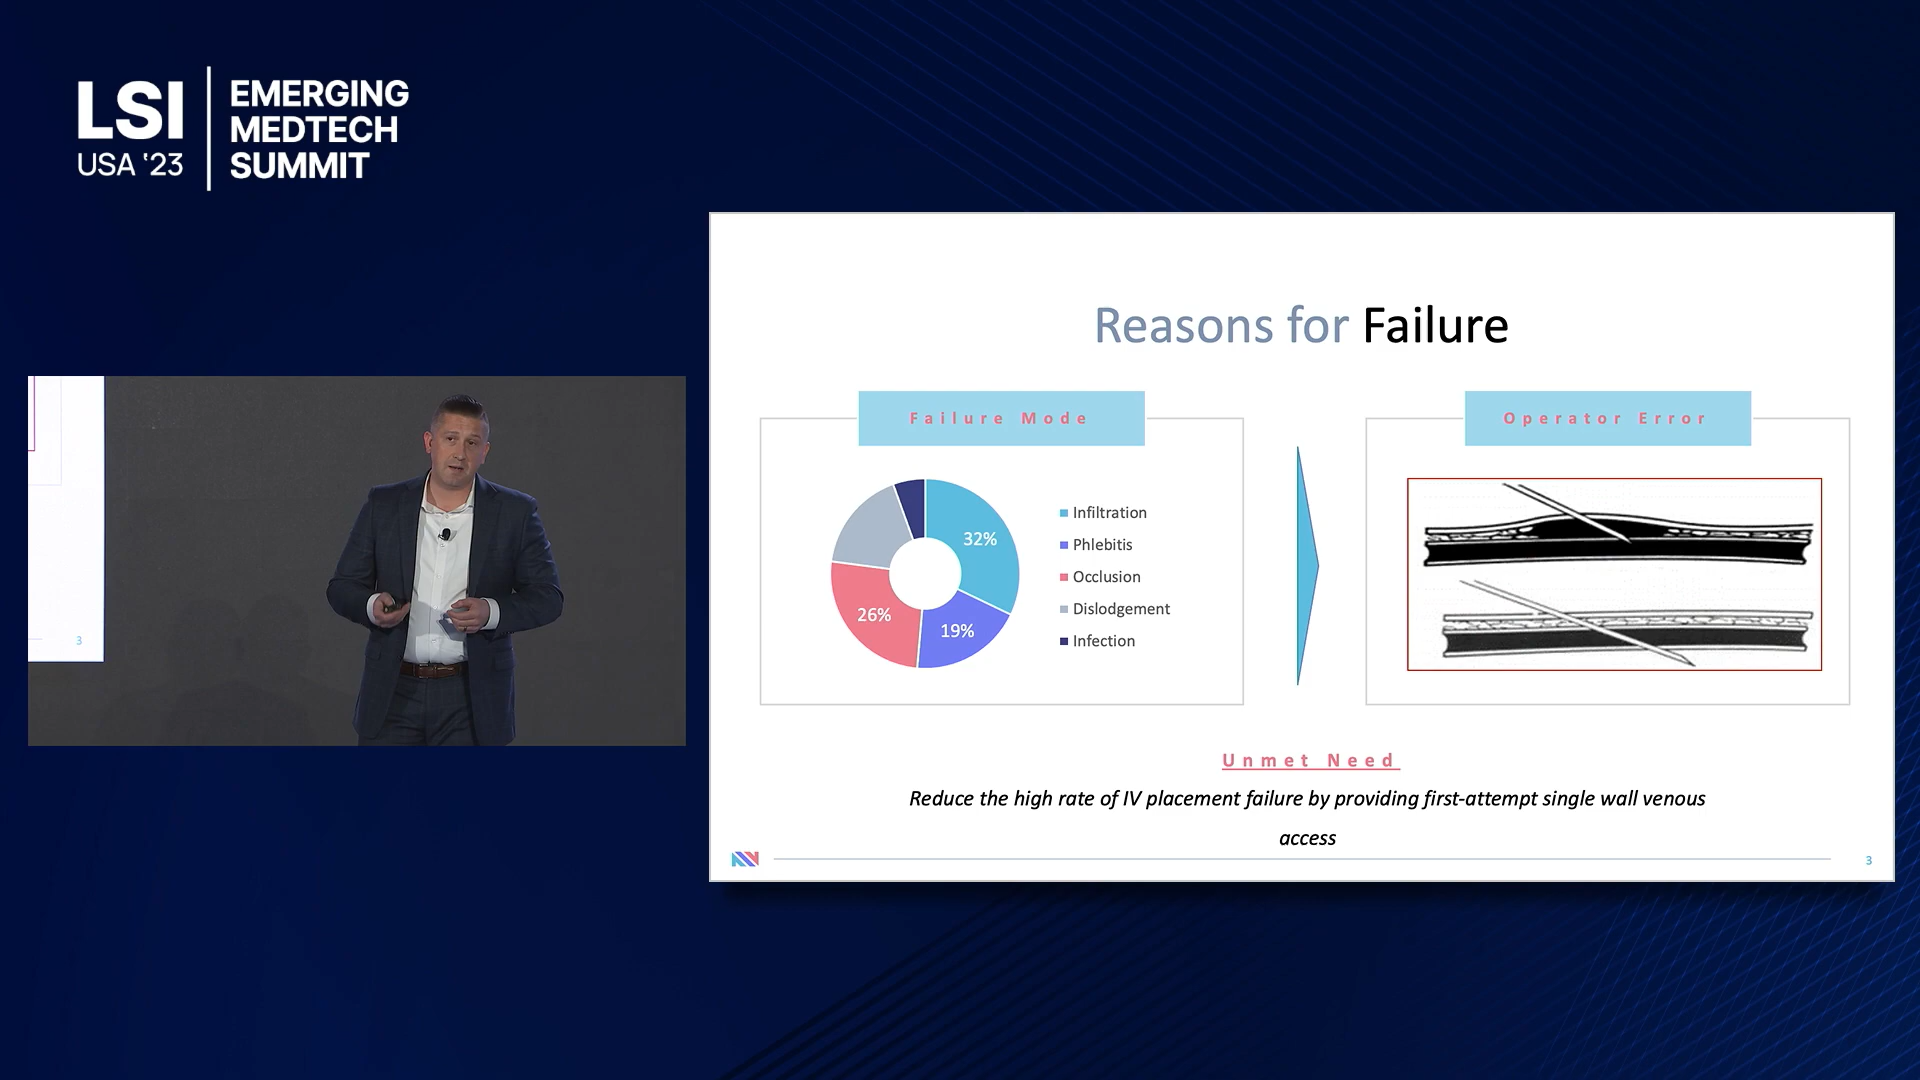 LSI
USA ‘23
EMERGING
MEDTECH
SUMMIT
Reasons for Failure
Failure Mode
32%
19%
26%
Infiltration
Phlebitis
Occlusion
Dislodgement
Infection
Operator Error
Unmet Need
Reduce the high rate of IV placement failure by providing first-attempt single wall venous
access
3
3